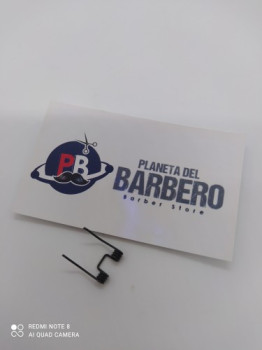 PB
PLANETA DEL
BARBERO
Barber Store
REDMI NOTE 8
AI QUAD CAMERA